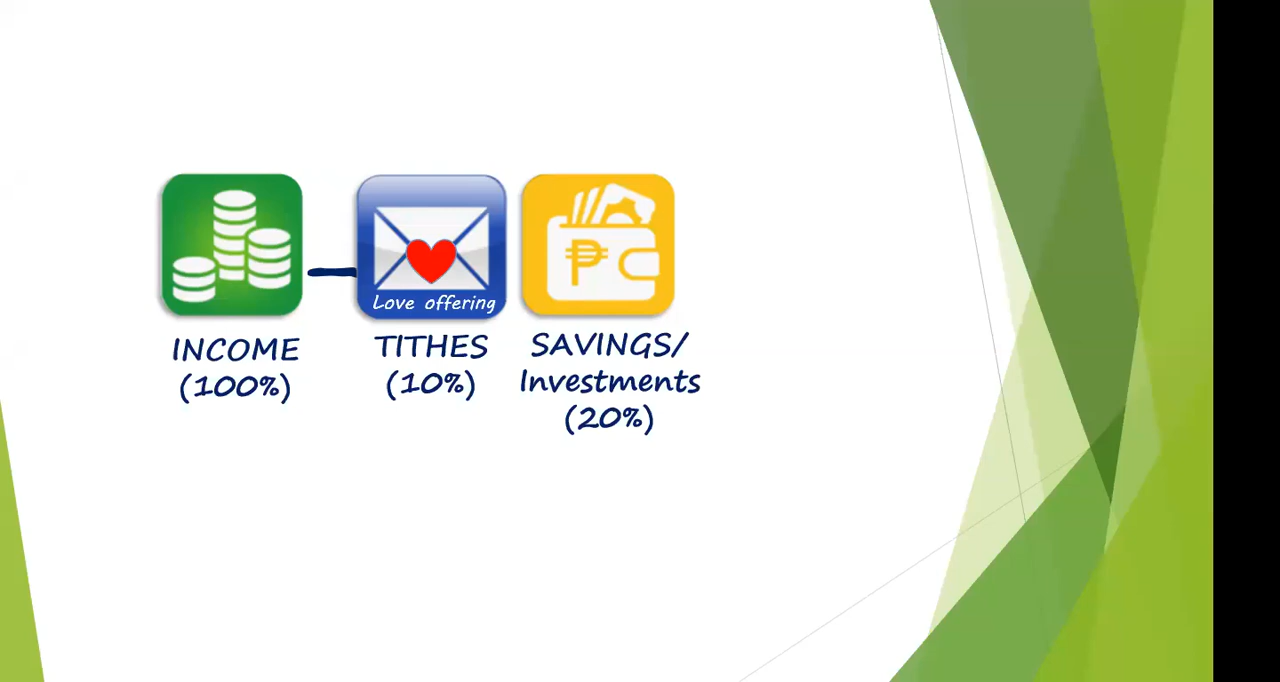 Love offering
INCOME
(100%)
TITHES
(10%)
SAVINGS/
Investments
(20%)